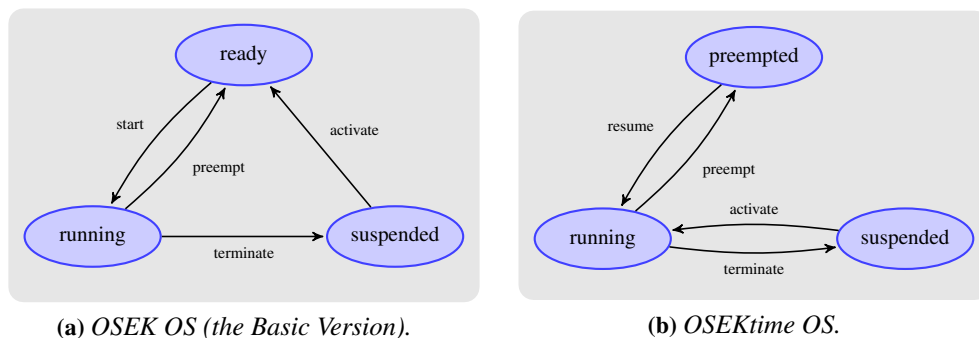 ready
start
activate
preempt
running
suspended
terminate
(a) OSEK OS (the Basic Version).
preempted
resume
preempt
activate
running
suspended
terminate
(b) OSEKtime OS.